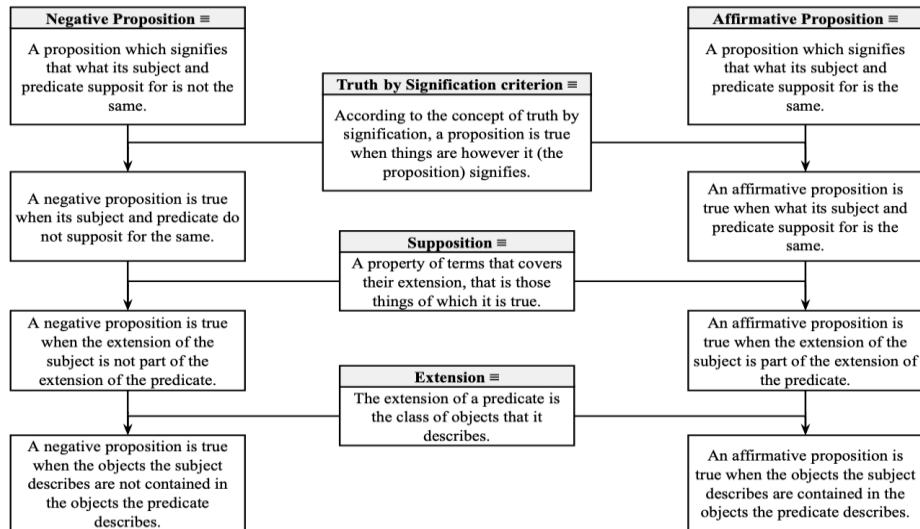 Negative Proposition ≡
A proposition which signifies
that what its subject and
predicate supposit for is not the
same.
A negative proposition is true
when its subject and predicate do
not supposit for the same.
A negative proposition is true
when the extension of the
subject is not part of the
extension of the predicate.
A negative proposition is true
when the objects the subject
describes are not contained in
the objects the predicate
describes.
Truth by Signification criterion ≡
According to the concept of truth by
signification, a proposition is true
when things are however it (the
proposition) signifies.
Supposition ≡
A property of terms that covers
their extension, that is those
things of which it is true.
Extension ≡
The extension of a predicate is
the class of objects that it
describes.
Affirmative Proposition ≡
A proposition which signifies
that what its subject and
predicate supposit for is the
same.
An affirmative proposition is
true when what its subject and
predicate supposit for is the
same.
An affirmative proposition is
true when the extension of the
subject is part of the extension of
the predicate.
An affirmative proposition is
true when the objects the subject
describes are contained in the
objects the predicate describes.